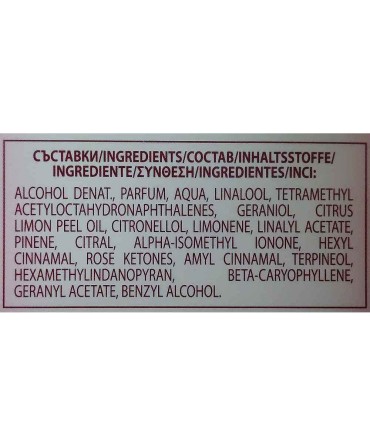 СЪСТАВКИ/INGREDIENTS/СОСТАВ/INHALTSSTOFFE/
INGREDIENTE/ΣΥΝΘΕΣΗ/INGREDIENTES/INCI:
ALCOHOL DENAT., PARFUM, AQUA, LINALOOL, TETRAMETHYL
ACETYLOCTAHYDRONAPHTHALENES, GERANIOL, CITRUS
LIMON PEEL OIL, CITRONELLOL, LIMONENE, LINALYL ACETATE,
PINENE, CITRAL, ALPHA-ISOMETHYL IONONE, HEXYL
CINNAMAL, ROSE KETONES, AMYL CINNAMAL, TERPINEOL,
HEXAMETHYLINDANOPYRAN, BETA-CARYOPHYLLENE,
GERANYL ACETATE, BENZYL ALCOHOL.